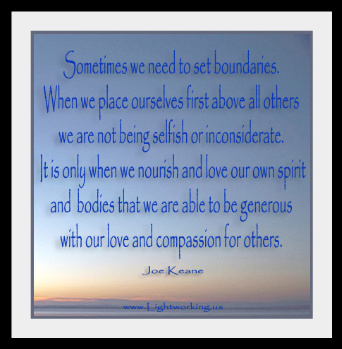 Sometimes we need to set boundaries.
When we place ourselves first above all others
we are not being selfish or inconsiderate.
It is only when we nourish and love our own spirit
and bodies that we are able to be generous
with our love and compassion for others.
Joe Keane
www.Lightworking.us